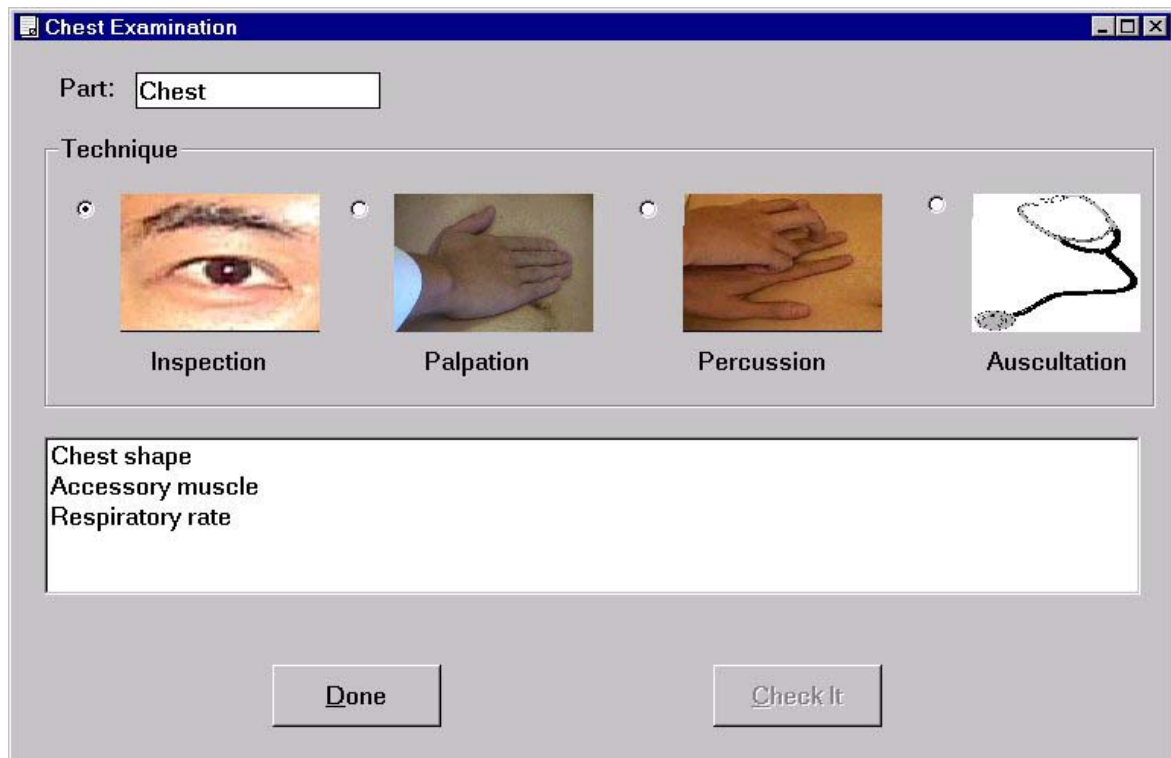 Chest Examination
Part: Chest
Technique
Inspection Palpation Percussion Auscultation
Chest shape
Accessory muscle
Respiratory rate
Done Check It